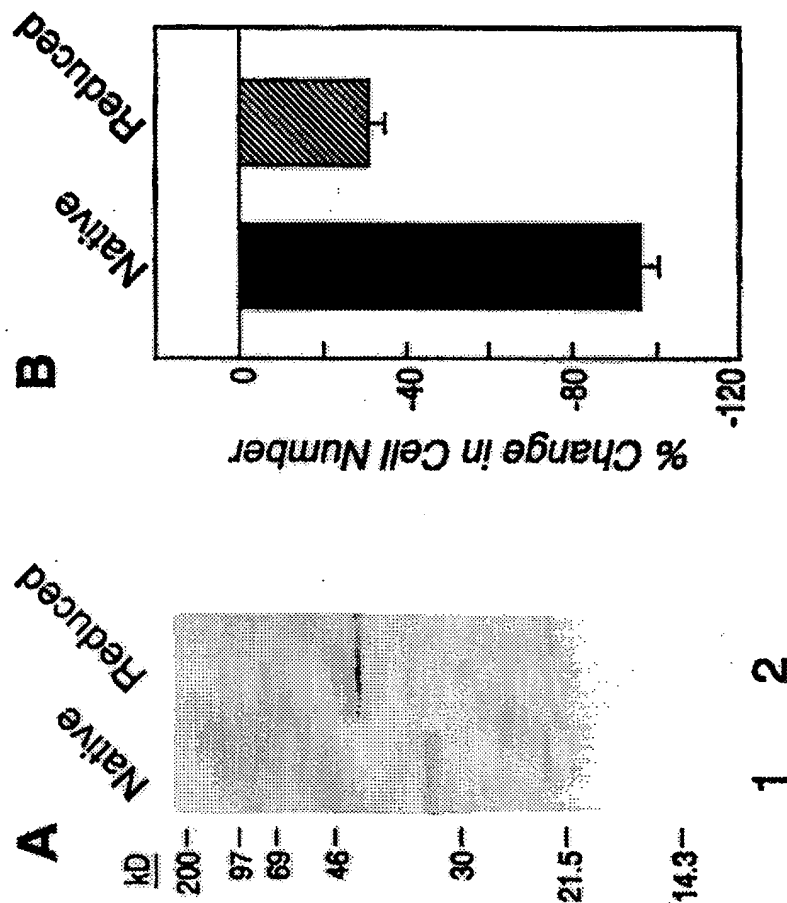 A
Native
Reduced
kD
200–
97–
69–
46–
30–
21.5–
14.3–
1
2
B
Native
Reduced
0
-40
-80
-120
% Change in Cell Number